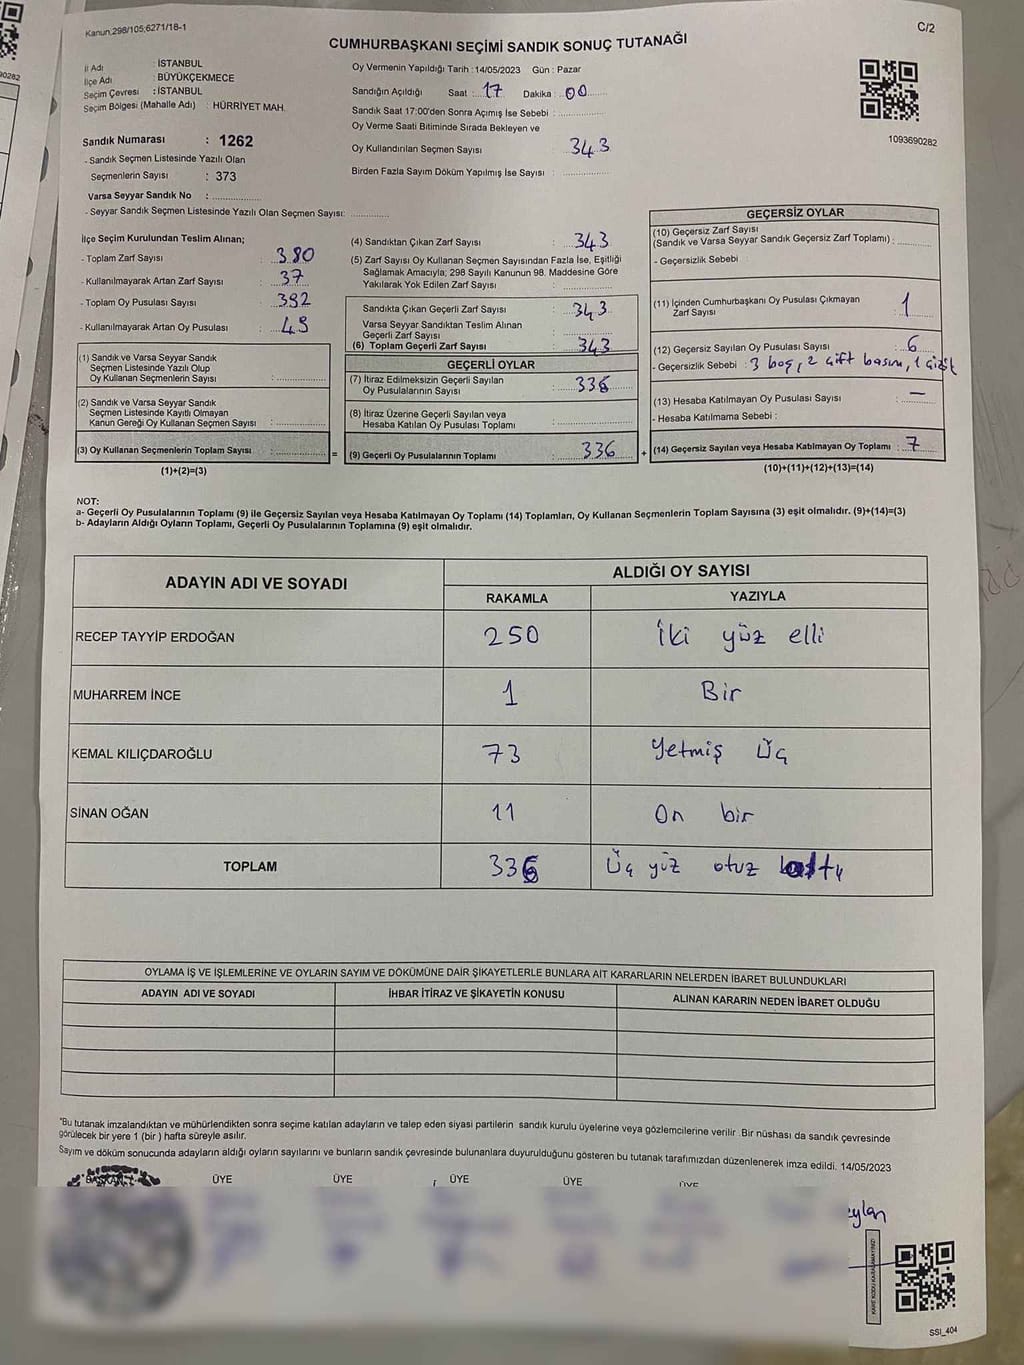 Kanun,298/105;6271/18-1
C/2
CUMHURBAŞKANI SEÇİMİ SANDIK SONUÇ TUTANAĞI
İl Adı : İSTANBUL
İlçe Adı : BÜYÜKÇEKMECE
Seçim Çevresi : İSTANBUL
Seçim Bölgesi (Mahalle Adı) : HÜRRİYET MAH.
Sandık Numarası : 1262
- Sandık Seçmen Listesinde Yazılı Olan
Seçmenlerin Sayısı : 373
Varsa Seyyar Sandık No :
- Seyyar Sandık Seçmen Listesinde Yazılı Olan Seçmen Sayısı:
Oy Vermenin Yapıldığı Tarih : 14/05/2023 Gün : Pazar
Sandığın Açıldığı Saat : 17 Dakika : 00
Sandık Saat 17:00'den Sonra Açımış İse Sebebi :
Oy Verme Saati Bitiminde Sırada Bekleyen ve
Oy Kullandırılan Seçmen Sayısı : 343
Birden Fazla Sayım Döküm Yapılmış İse Sayısı :
1093690282
İlçe Seçim Kurulundan Teslim Alınan;
- Toplam Zarf Sayısı : 380
- Kullanılmayarak Artan Zarf Sayısı : 37
- Toplam Oy Pusulası Sayısı : 392
- Kullanılmayarak Artan Oy Pusulası : 49
(1) Sandık ve Varsa Seyyar Sandık
Seçmen Listesinde Yazılı Olup
Oy Kullanan Seçmenlerin Sayısı :
(2) Sandık ve Varsa Seyyar Sandık
Seçmen Listesinde Kayıtlı Olmayan
Kanun Gereği Oy Kullanan Seçmen Sayısı :
(3) Oy Kullanan Seçmenlerin Toplam Sayısı : =
(1)+(2)=(3)
(4) Sandıktan Çıkan Zarf Sayısı : 343
(5) Zarf Sayısı Oy Kullanan Seçmen Sayısından Fazla İse, Eşitliği
Sağlamak Amacıyla; 298 Sayılı Kanunun 98. Maddesine Göre
Yakılarak Yok Edilen Zarf Sayısı :
Sandıkta Çıkan Geçerli Zarf Sayısı : 343
Varsa Seyyar Sandıktan Teslim Alınan
Geçerli Zarf Sayısı :
(6) Toplam Geçerli Zarf Sayısı : 343
GEÇERLİ OYLAR
(7) İtiraz Edilmeksizin Geçerli Sayılan
Oy Pusulalarının Sayısı : 336
(8) İtiraz Üzerine Geçerli Sayılan veya
Hesaba Katılan Oy Pusulası Toplamı :
(9) Geçerli Oy Pusulalarının Toplamı : 336 +
GEÇERSİZ OYLAR
(10) Geçersiz Zarf Sayısı
(Sandık ve Varsa Seyyar Sandık Geçersiz Zarf Toplamı) :
- Geçersizlik Sebebi :
(11) İçinden Cumhurbaşkanı Oy Pusulası Çıkmayan
Zarf Sayısı : 1
(12) Geçersiz Sayılan Oy Pusulası Sayısı : 6
- Geçersizlik Sebebi : 3 boş, 2 çift basım, 1
(13) Hesaba Katılmayan Oy Pusulası Sayısı : —
- Hesaba Katılmama Sebebi :
(14) Geçersiz Sayılan veya Hesaba Katılmayan Oy Toplamı : 7
(10)+(11)+(12)+(13)=(14)
NOT:
a- Geçerli Oy Pusulalarının Toplamı (9) ile Geçersiz Sayılan veya Hesaba Katılmayan Oy Toplamı (14) Toplamları, Oy Kullanan Seçmenlerin Toplam Sayısına (3) eşit olmalıdır. (9)+(14)=(3)
b- Adayların Aldığı Oyların Toplamı, Geçerli Oy Pusulalarının Toplamına (9) eşit olmalıdır.
ADAYIN ADI VE SOYADI
ALDIĞI OY SAYISI
RAKAMLA YAZIYLA
RECEP TAYYİP ERDOĞAN 250 İki yüz elli
MUHARREM İNCE 1 Bir
KEMAL KILIÇDAROĞLU 73 Yetmiş üç
SİNAN OĞAN 11 On bir
TOPLAM 336 Üç yüz otuz
OYLAMA İŞ VE İŞLEMLERİNE VE OYLARIN SAYIM VE DÖKÜMÜNE DAİR ŞİKAYETLERLE BUNLARA AİT KARARLARIN NELERDEN İBARET BULUNDUKLARI
ADAYIN ADI VE SOYADI İHBAR İTİRAZ VE ŞİKAYETİN KONUSU ALINAN KARARIN NEDEN İBARET OLDUĞU
"Bu tutanak imzalandıktan ve mühürlendikten sonra seçime katılan adayların ve talep eden siyasi partilerin sandık kurulu üyelerine veya gözlemcilerine verilir. Bir nüshası da sandık çevresinde
görülecek bir yere 1 (bir) hafta süreyle asılır.
Sayım ve döküm sonucunda adayların aldığı oyların sayılarını ve bunların sandık çevresinde bulunanlara duyurulduğunu gösteren bu tutanak tarafımızdan düzenlenerek imza edildi. 14/05/2023
BAŞKAN ÜYE ÜYE ÜYE ÜYE ÜYE
SSI_404